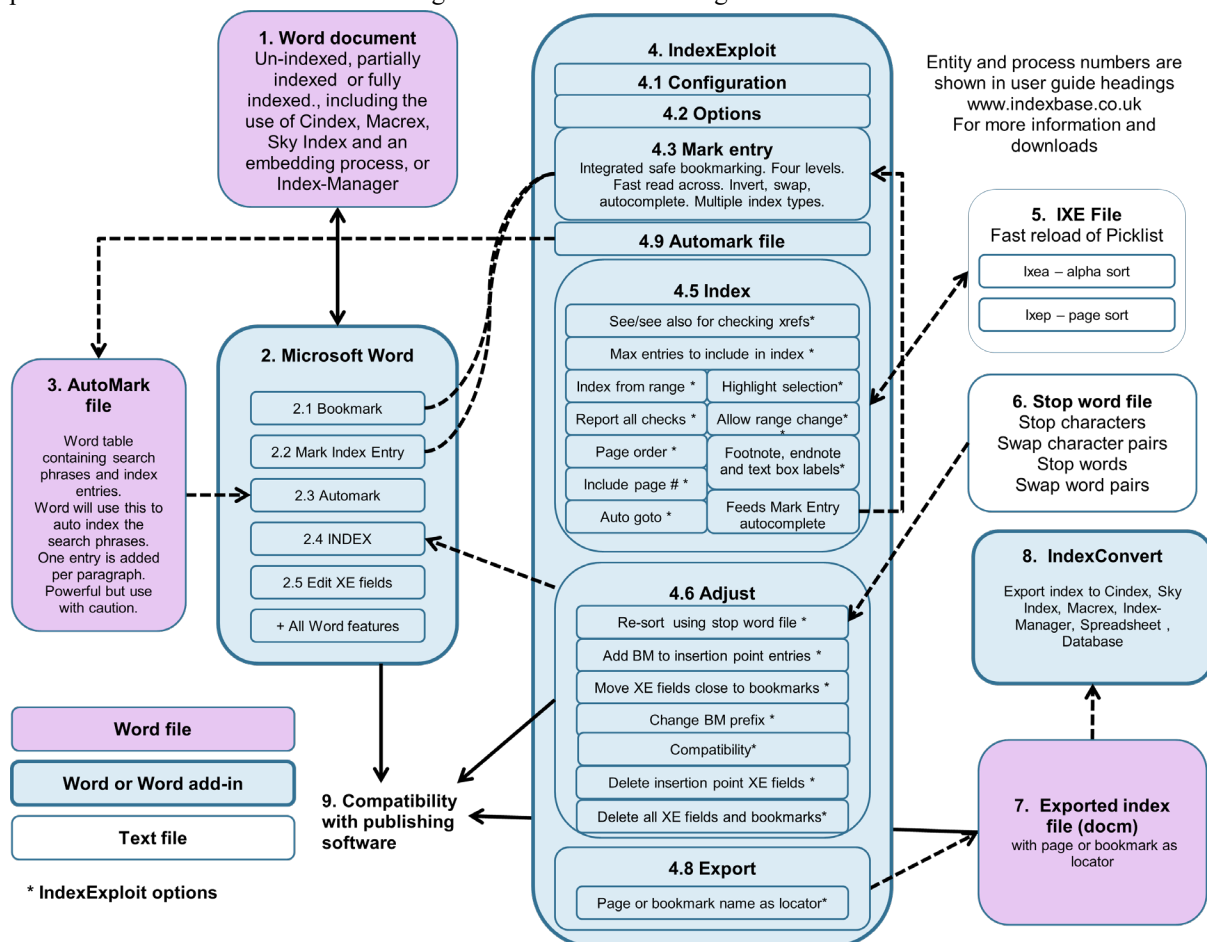 1. Word document
Un-indexed, partially
indexed or fully
indexed., including the
use of Cindex, Macrex,
Sky Index and an
embedding process, or
Index-Manager
2. Microsoft Word
2.1 Bookmark
2.2 Mark Index Entry
2.3 Automark
2.4 INDEX
2.5 Edit XE fields
+ All Word features
3. AutoMark
file
Word table
containing search
phrases and index
entries.
Word will use this to
auto index the
search phrases.
One entry is added
per paragraph.
Powerful but use
with caution.
Word file
Word or Word add-in
Text file
* IndexExploit options
9. Compatibility
with publishing
software
4. IndexExploit
4.1 Configuration
4.2 Options
4.3 Mark entry
Integrated safe bookmarking. Four levels.
Fast read across. Invert, swap,
autocomplete. Multiple index types.
4.9 Automark file
4.5 Index
See/see also for checking xrefs*
Max entries to include in index *
Index from range *
Highlight selection*
Report all checks *
Allow range change*
*
Page order *
Footnote, endnote
and text box labels*
Include page # *
Auto goto *
Feeds Mark Entry
autocomplete
4.6 Adjust
Re-sort using stop word file *
Add BM to insertion point entries *
Move XE fields close to bookmarks *
Change BM prefix *
Compatibility*
Delete insertion point XE fields *
Delete all XE fields and bookmarks*
4.8 Export
Page or bookmark name as locator*
Entity and process numbers are
shown in user guide headings
www.indexbase.co.uk
For more information and
downloads
5. IXE File
Fast reload of Picklist
Ixea – alpha sort
Ixep – page sort
6. Stop word file
Stop characters
Swap character pairs
Stop words
Swap word pairs
8. IndexConvert
Export index to Cindex, Sky
Index, Macrex, Index-
Manager, Spreadsheet ,
Database
7. Exported index
file (docm)
with page or bookmark as
locator